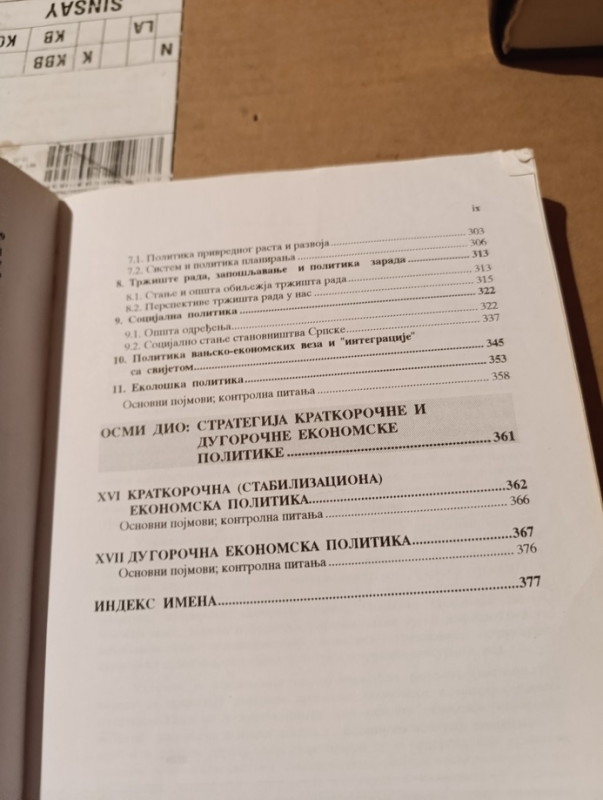 SINSAY
LA
KB
N
K
KBB
ix
7.1. Политика привредног раста и развоја 303
7.2. Систем и политика планирања 306
8. Тржиште рада, запошљавање и политика зарада 313
8.1. Стање и општа обиљежја тржишта рада 313
8.2. Перспективе тржишта рада у нас 315
9. Социјална политика 322
9.1. Општа одређења 322
9.2. Социјално стање становништва Српске 337
10. Политика вањско-економских веза и "интеграције"
са свијетом 345
11. Еколошка политика 353
Основни појмови; контролна питања 358
ОСМИ ДИО: СТРАТЕГИЈА КРАТКОРОЧНЕ И
ДУГОРОЧНЕ ЕКОНОМСКЕ
ПОЛИТИКЕ 361
XVI КРАТКОРОЧНА (СТАБИЛИЗАЦИОНА)
ЕКОНОМСКА ПОЛИТИКА 362
Основни појмови; контролна питања 366
XVII ДУГОРОЧНА ЕКОНОМСКА ПОЛИТИКА 367
Основни појмови; контролна питања 376
ИНДЕКС ИМЕНА 377